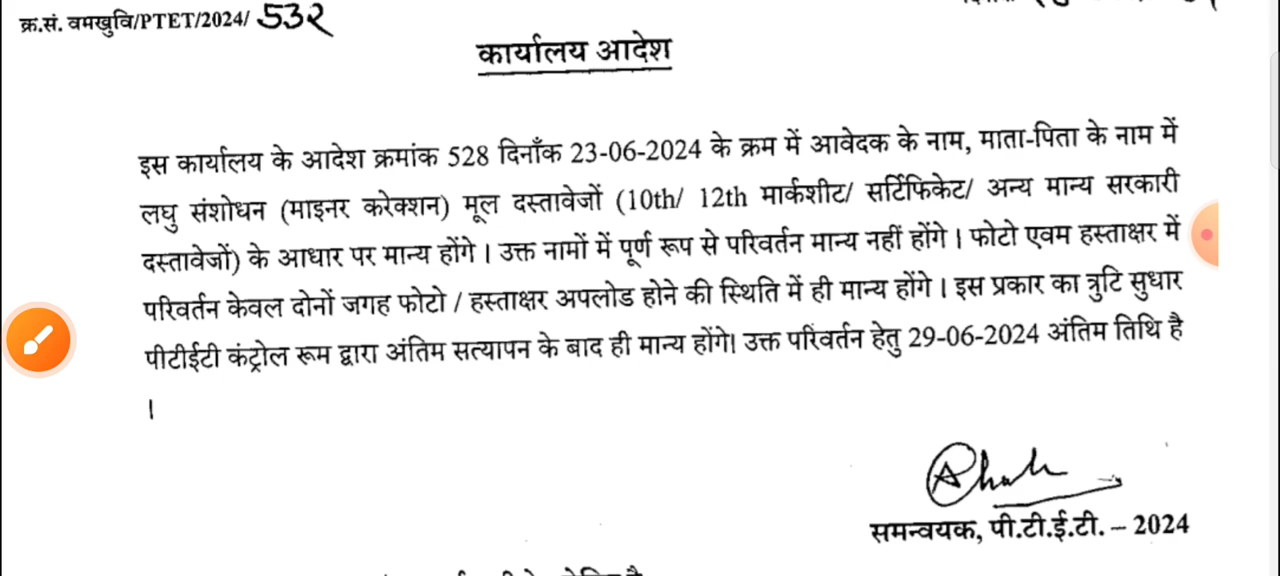 क्र.सं. वमखुवि/PTET/2024/ 532
कार्यालय आदेश
इस कार्यालय के आदेश क्रमांक 528 दिनाँक 23-06-2024 के क्रम में आवेदक के नाम, माता-पिता के नाम में
लघु संशोधन (माइनर करेक्शन) मूल दस्तावेजों (10th/ 12th मार्कशीट/ सर्टिफिकेट/ अन्य मान्य सरकारी
दस्तावेजों) के आधार पर मान्य होंगे । उक्त नामों में पूर्ण रूप से परिवर्तन मान्य नहीं होंगे । फोटो एवम हस्ताक्षर में
परिवर्तन केवल दोनों जगह फोटो / हस्ताक्षर अपलोड होने की स्थिति में ही मान्य होंगे । इस प्रकार का त्रुटि सुधार
पीटीईटी कंट्रोल रूम द्वारा अंतिम सत्यापन के बाद ही मान्य होंगे। उक्त परिवर्तन हेतु 29-06-2024 अंतिम तिथि है
।
समन्वयक, पी.टी.ई.टी. – 2024